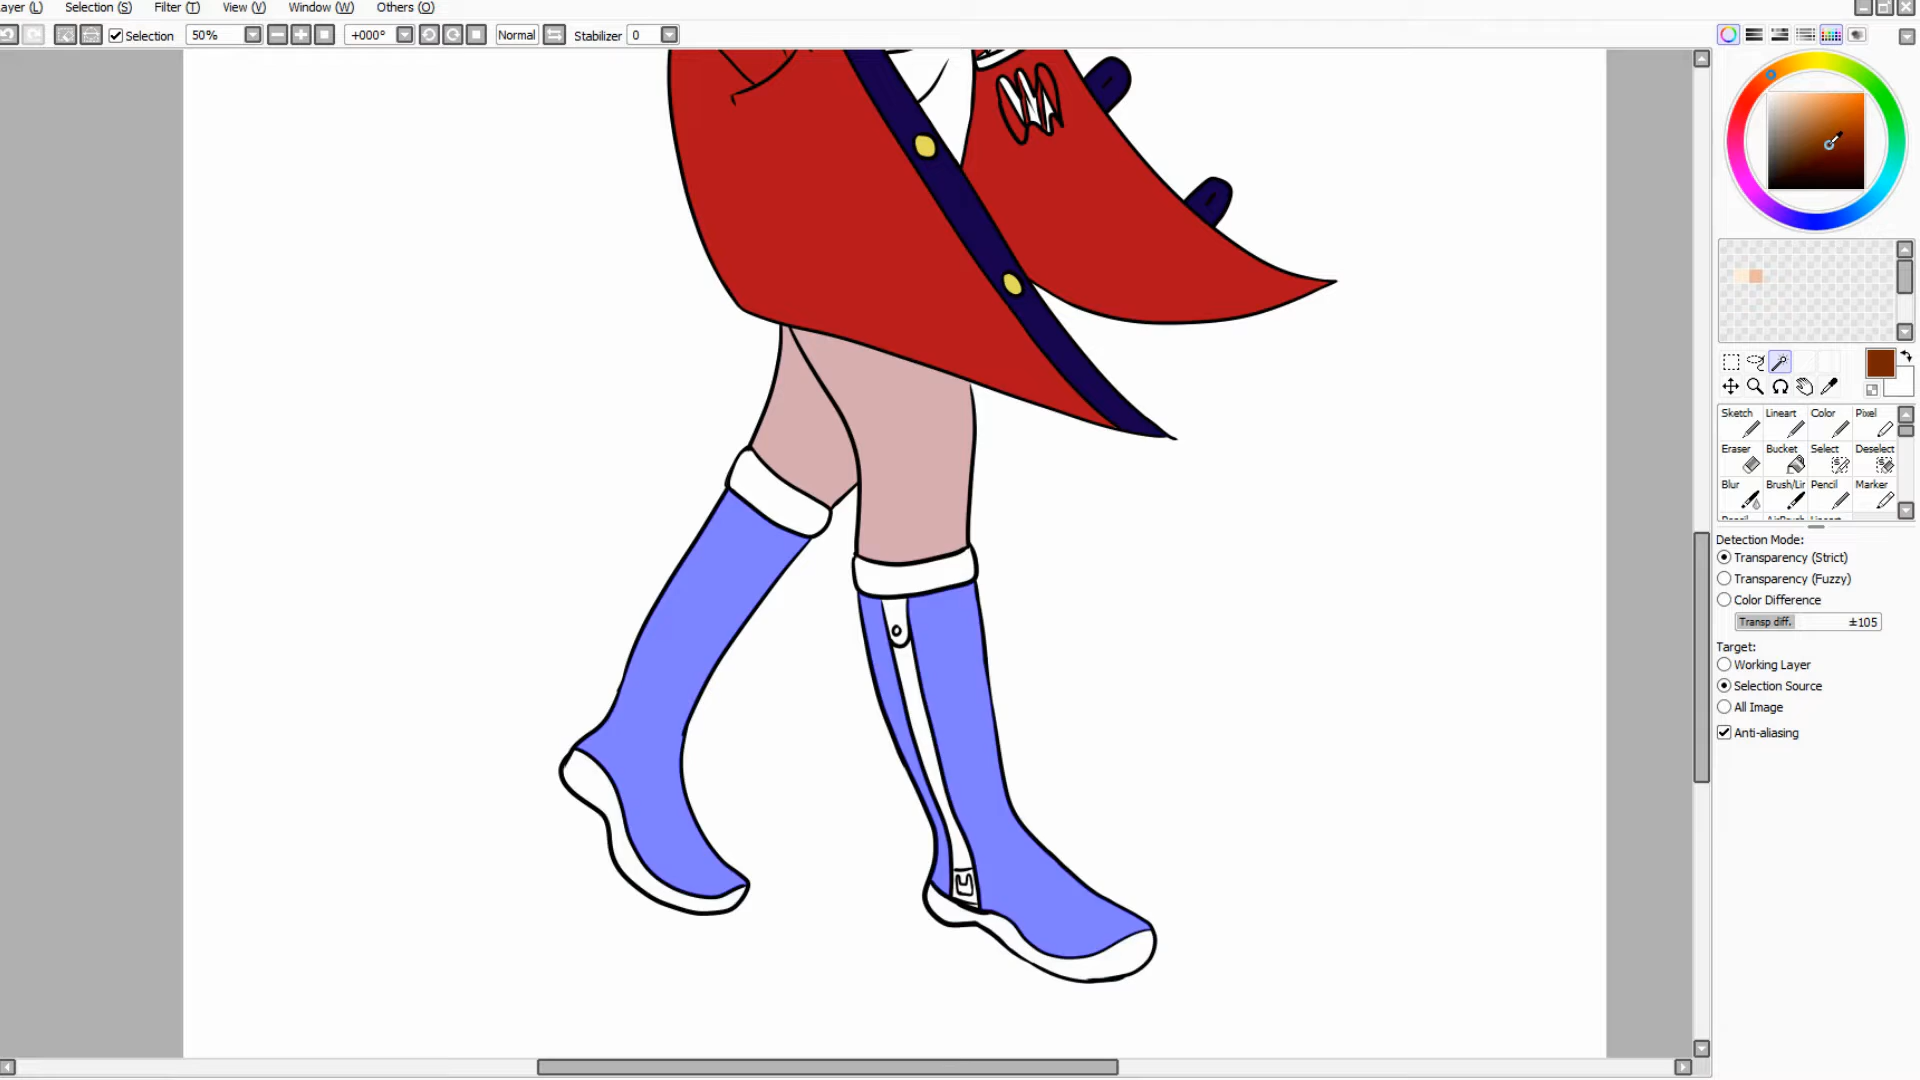 ayer (L) Selection (S) Filter (T) View (V) Window (W) Others (O)
Selection 50% +000° Normal Stabilizer 0
Sketch Lineart Color Pixel
Eraser Bucket Select Deselect
Blur Brush/Lir Pencil Marker
Detection Mode:
Transparency (Strict)
Transparency (Fuzzy)
Color Difference
Transp diff. ±105
Target:
Working Layer
Selection Source
All Image
Anti-aliasing